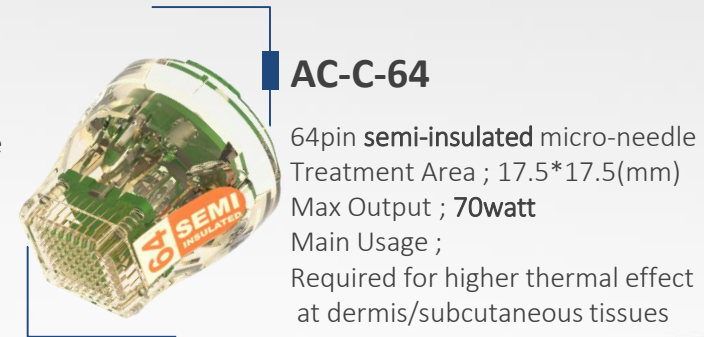 AC-C-64
64pin semi-insulated micro-needle
Treatment Area ; 17.5*17.5(mm)
Max Output ; 70watt
Main Usage ;
Required for higher thermal effect
at dermis/subcutaneous tissues
64 SEMI
INSULATED
e